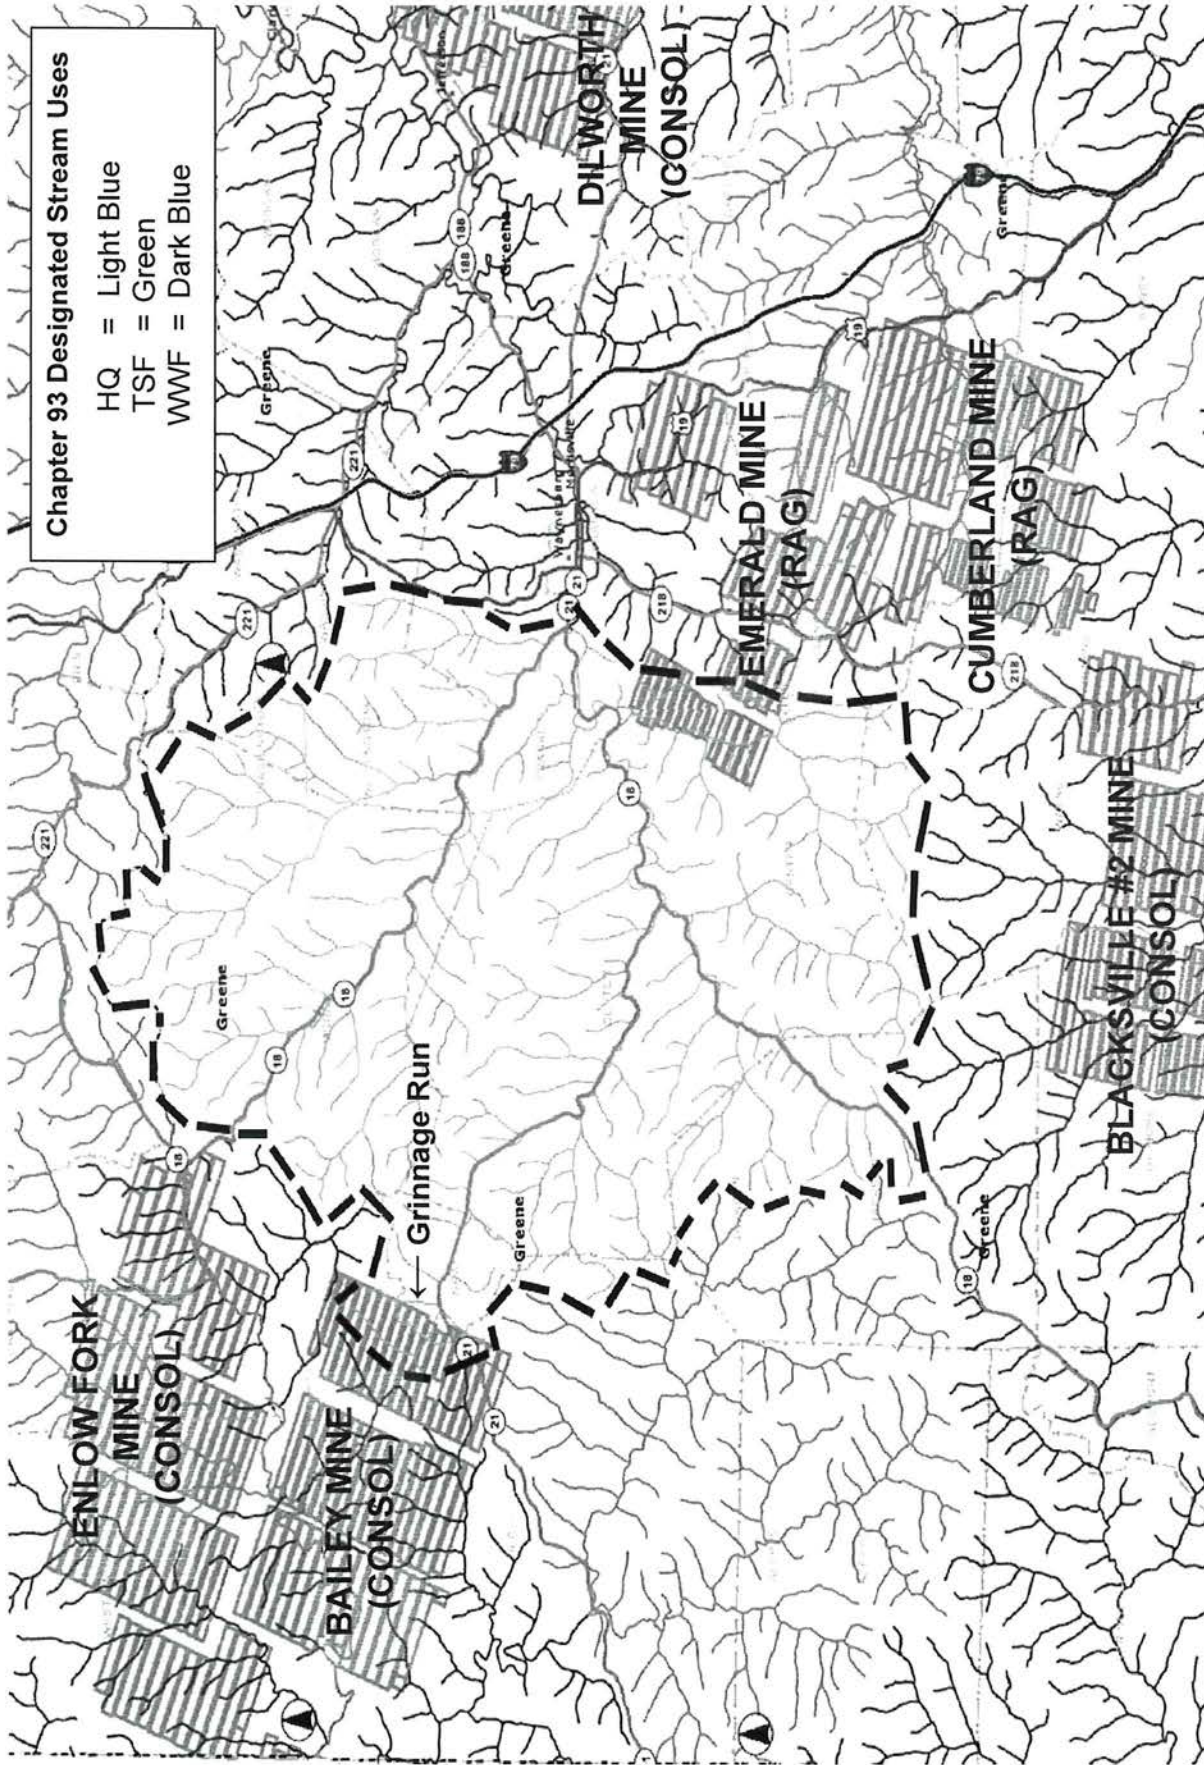 Chapter 93 Designated Stream Uses
HQ = Light Blue
TSF = Green
WWF = Dark Blue
ENLOW FORK
MINE
(CONSOL)
BAILEY MINE
(CONSOL)
Grinnage Run
DILWORTH
MINE
(CONSOL)
EMERALD MINE
(RAG)
CUMBERLAND MINE
(RAG)
BLACKSVILLE #2 MINE
(CONSOL)
Greene
Greene
Greene
Greene
Greene
Greene
221
221
221
188
188
18
18
18
18
18
21
21
21
21
21
19
19
218
218